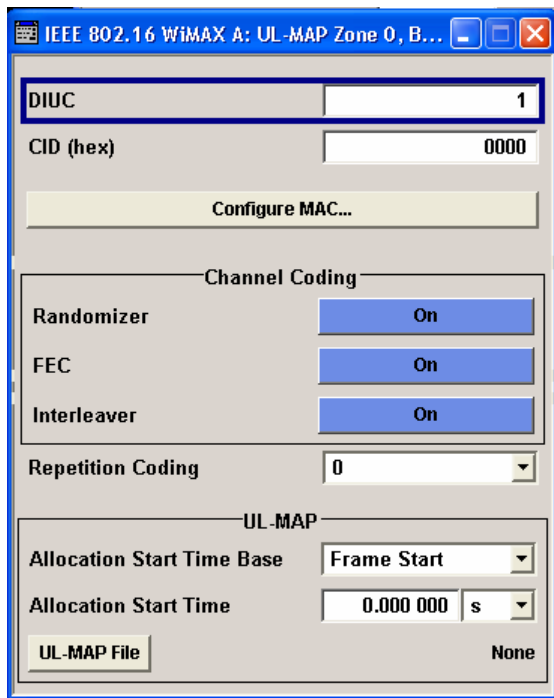 IEEE 802.16 WiMAX A: UL-MAP Zone 0, B...
DIUC 1
CID (hex) 0000
Configure MAC...
Channel Coding
Randomizer On
FEC On
Interleaver On
Repetition Coding 0
UL-MAP
Allocation Start Time Base Frame Start
Allocation Start Time 0.000 000 s
UL-MAP File None